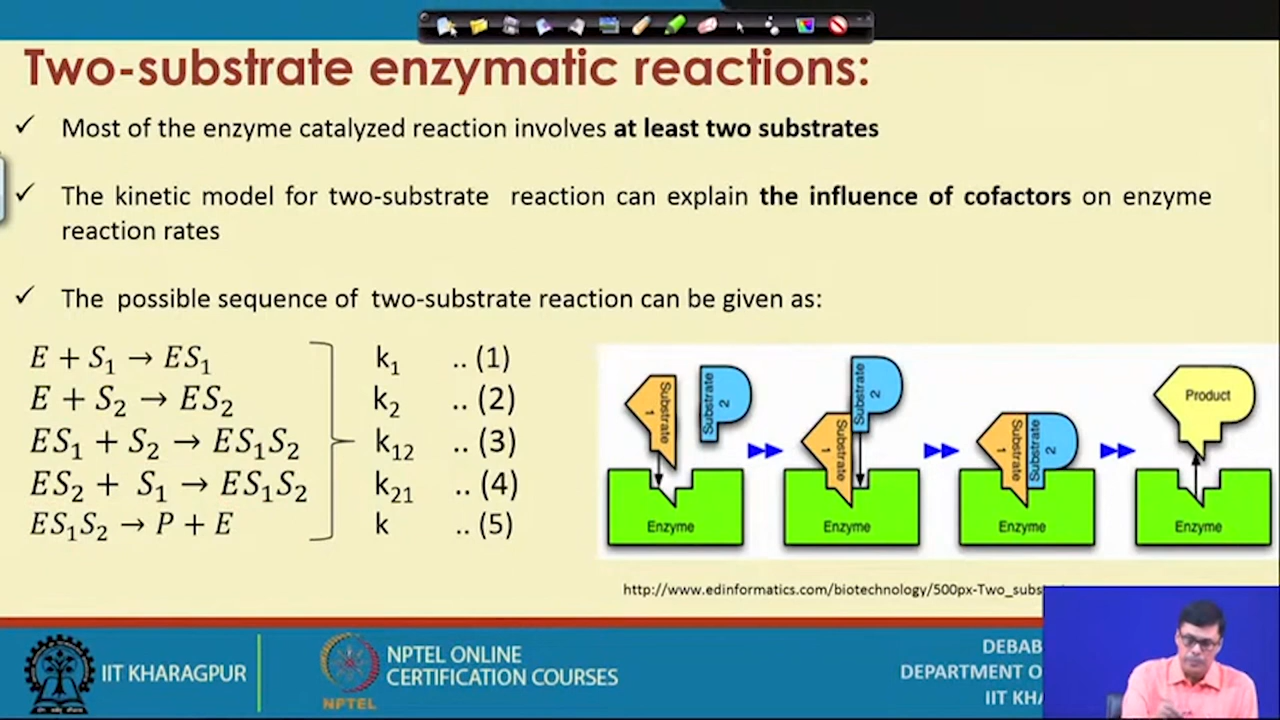 Two-substrate enzymatic reactions:
✓ Most of the enzyme catalyzed reaction involves at least two substrates
✓ The kinetic model for two-substrate reaction can explain the influence of cofactors on enzyme
reaction rates
✓ The possible sequence of two-substrate reaction can be given as:
E + S₁ → ES₁ k₁ .. (1)
E + S₂ → ES₂ k₂ .. (2)
ES₁ + S₂ → ES₁S₂ k₁₂ .. (3)
ES₂ + S₁ → ES₁S₂ k₂₁ .. (4)
ES₁S₂ → P + E k .. (5)
Substrate 1
Substrate 2
Enzyme
Substrate 1
Substrate 2
Enzyme
Substrate 1
Substrate 2
Enzyme
Product
Enzyme
http://www.edinformatics.com/biotechnology/500px-Two_subs
IIT KHARAGPUR
NPTEL
NPTEL ONLINE
CERTIFICATION COURSES
DEBAB
DEPARTMENT O
IIT KHA